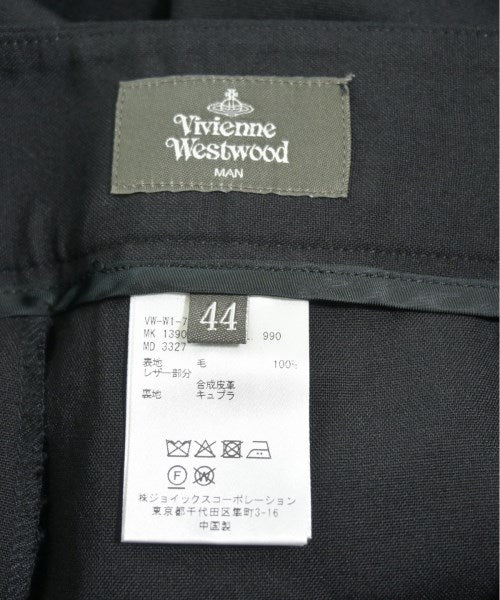 Vivienne
Westwood
MAN
44
VW-W1-7
MK 1390 L. 990
MD 3327
表地 毛 100%
レザー部分
合成皮革
裏地 キュプラ
F W
株ジョイックスコーポレーション
東京都千代田区隼町3-16
中国製